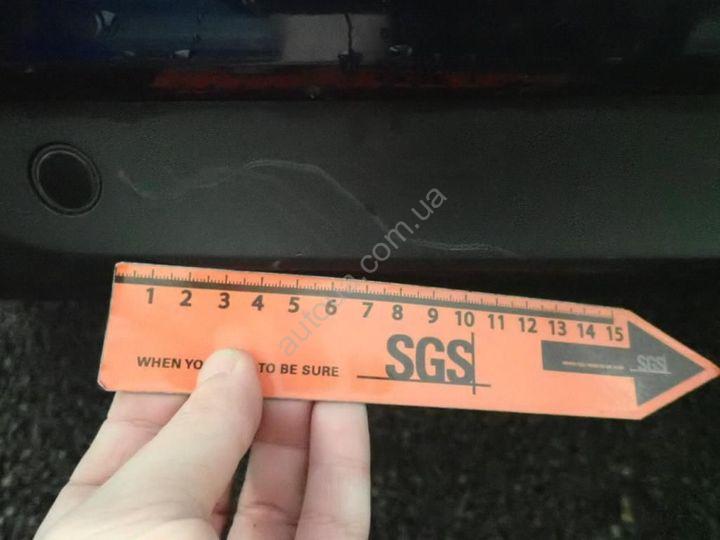 autoria.com.ua
1 2 3 4 5 6 7 8 9 10 11 12 13 14 15
WHEN YO TO BE SURE
SGS
SGS